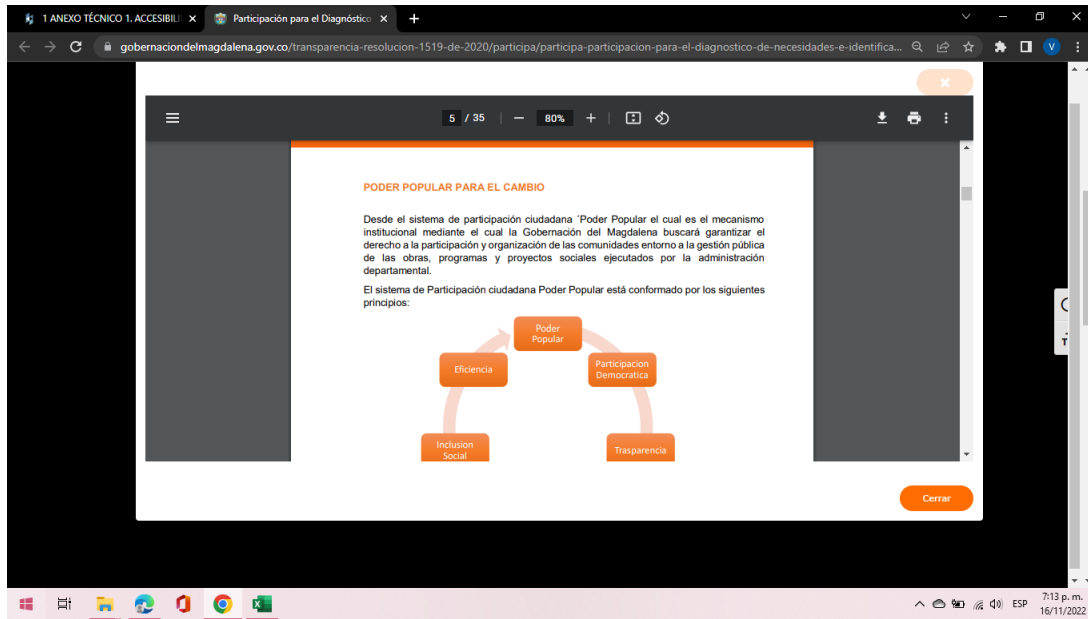 1 ANEXO TÉCNICO 1. ACCESIBILI
Participación para el Diagnóstico
gobernaciondelmagdalena.gov.co/transparencia-resolucion-1519-de-2020/participa/participa-participacion-para-el-diagnostico-de-necesidades-e-identifica...
V
5 / 35
80%
PODER POPULAR PARA EL CAMBIO
Desde el sistema de participación ciudadana ´Poder Popular el cual es el mecanismo
institucional mediante el cual la Gobernación del Magdalena buscará garantizar el
derecho a la participación y organización de las comunidades entorno a la gestión pública
de las obras, programas y proyectos sociales ejecutados por la administración
departamental.
El sistema de Participación ciudadana Poder Popular está conformado por los siguientes
principios:
Poder
Popular
Eficiencia
Participacion
Democratica
Inclusion
Social
Trasparencia
Cerrar
ESP
7:13 p. m.
16/11/2022